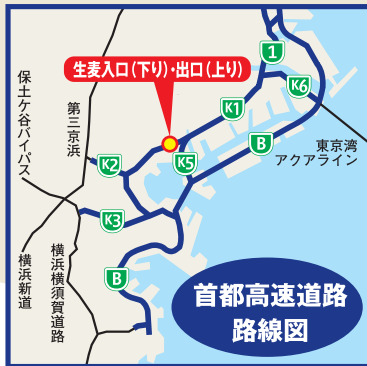 生麦入口(下り)・出口(上り)
1
K6
K1
B
K5
K2
K3
B
保土ケ谷バイパス
第三京浜
東京湾
アクアライン
横浜新道
横浜横須賀道路
首都高速道路
路線図